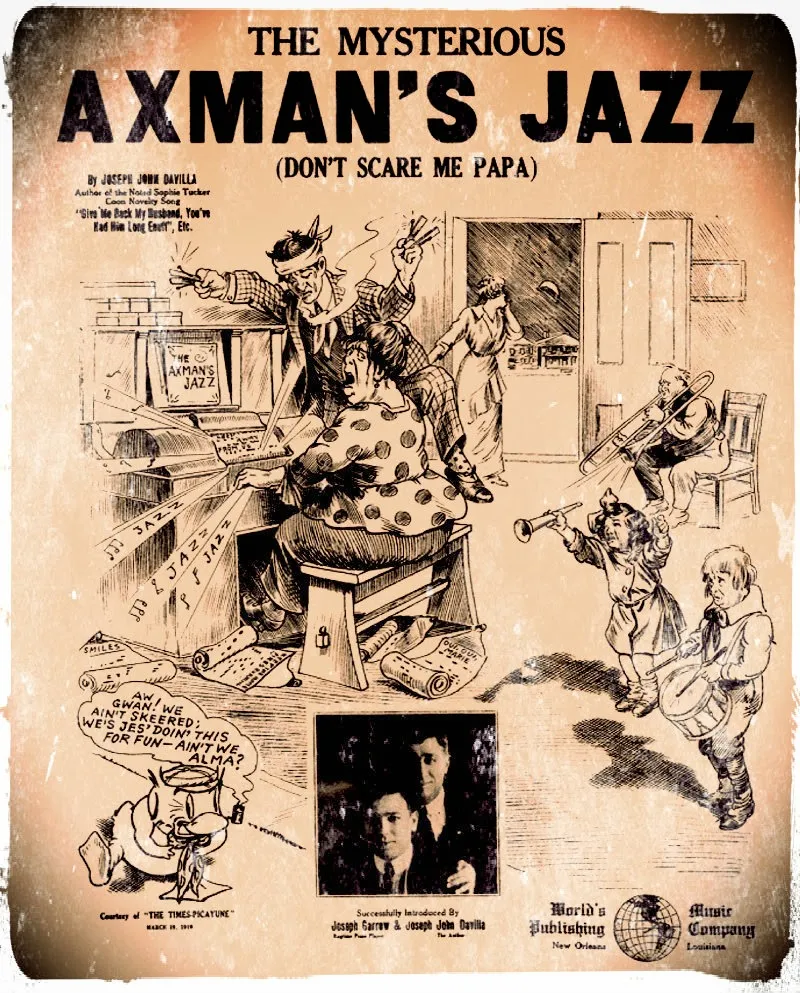 THE MYSTERIOUS
AXMAN'S JAZZ
(DON'T SCARE ME PAPA)
By JOSEPH JOHN DAVILLA
Author of the Noted Sophie Tucker
Coon Novelty Song
"Give Me Back My Husband, You've
Had Him Long Enuff", Etc.
THE
AXMAN'S
JAZZ
JAZZ
JAZZ
JAZZ
SMILES
AW
GWAN! WE
AIN'T SKEERED;
WE'S JES' DOIN' THIS
FOR FUN—AIN'T WE,
ALMA?
Courtesy of "THE TIMES-PICAYUNE"
MARCH 19, 1919
Successfully Introduced By
Joseph Garrow & Joseph John Davilla
Ragtime Piano Player The Author
World's Music
Publishing Company
New Orleans Louisiana